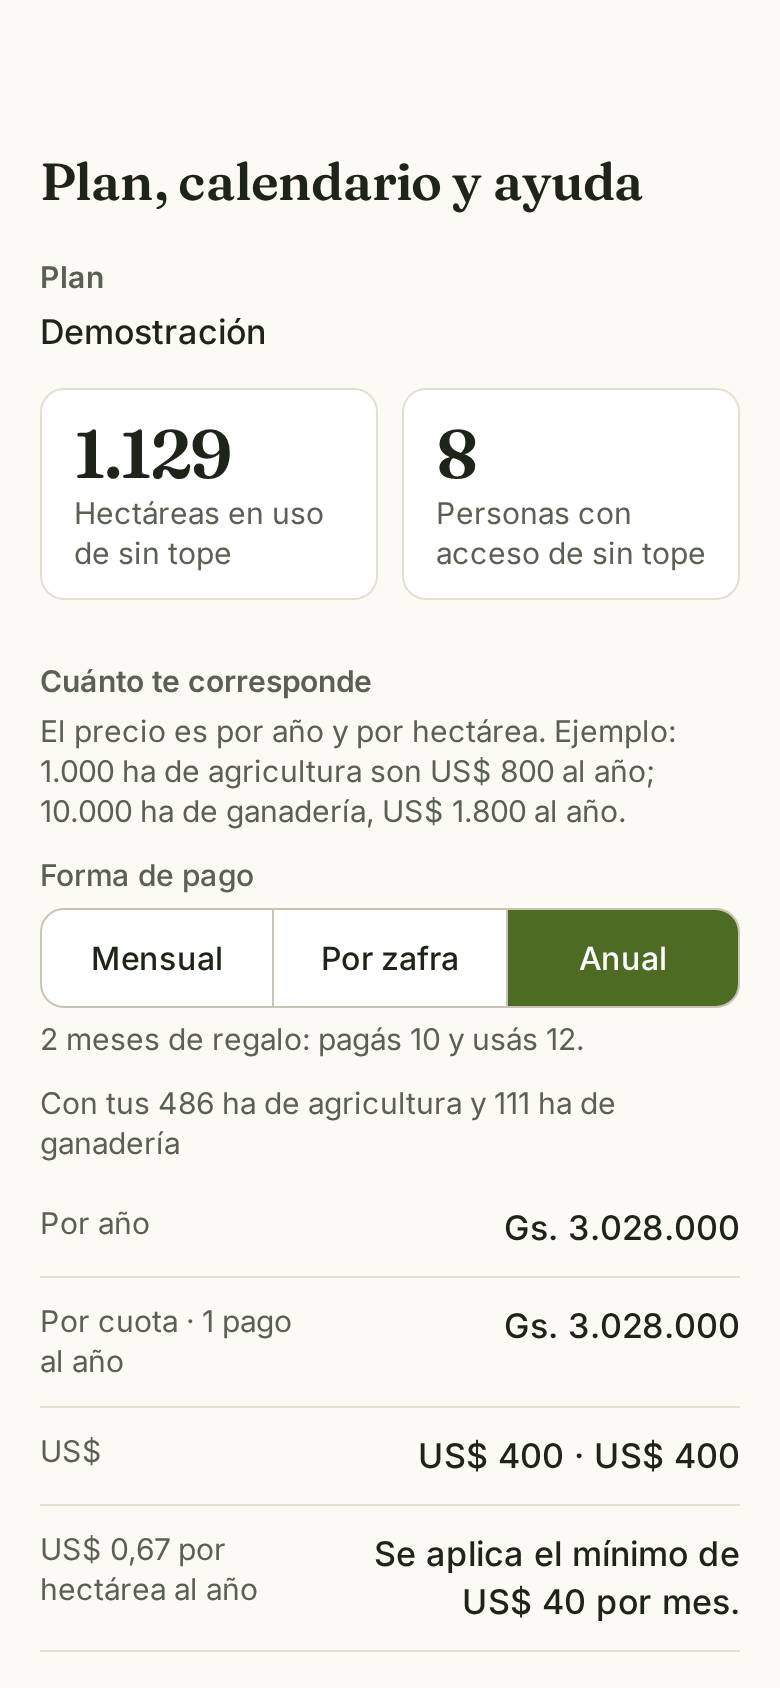 Plan, calendario y ayuda
Plan
Demostración
1.129
Hectáreas en uso
de sin tope
8
Personas con
acceso de sin tope
Cuánto te corresponde
El precio es por año y por hectárea. Ejemplo:
1.000 ha de agricultura son US$ 800 al año;
10.000 ha de ganadería, US$ 1.800 al año.
Forma de pago
Mensual
Por zafra
Anual
2 meses de regalo: pagás 10 y usás 12.
Con tus 486 ha de agricultura y 111 ha de
ganadería
Por año
Gs. 3.028.000
Por cuota · 1 pago
al año
Gs. 3.028.000
US$
US$ 400 · US$ 400
US$ 0,67 por
hectárea al año
Se aplica el mínimo de
US$ 40 por mes.